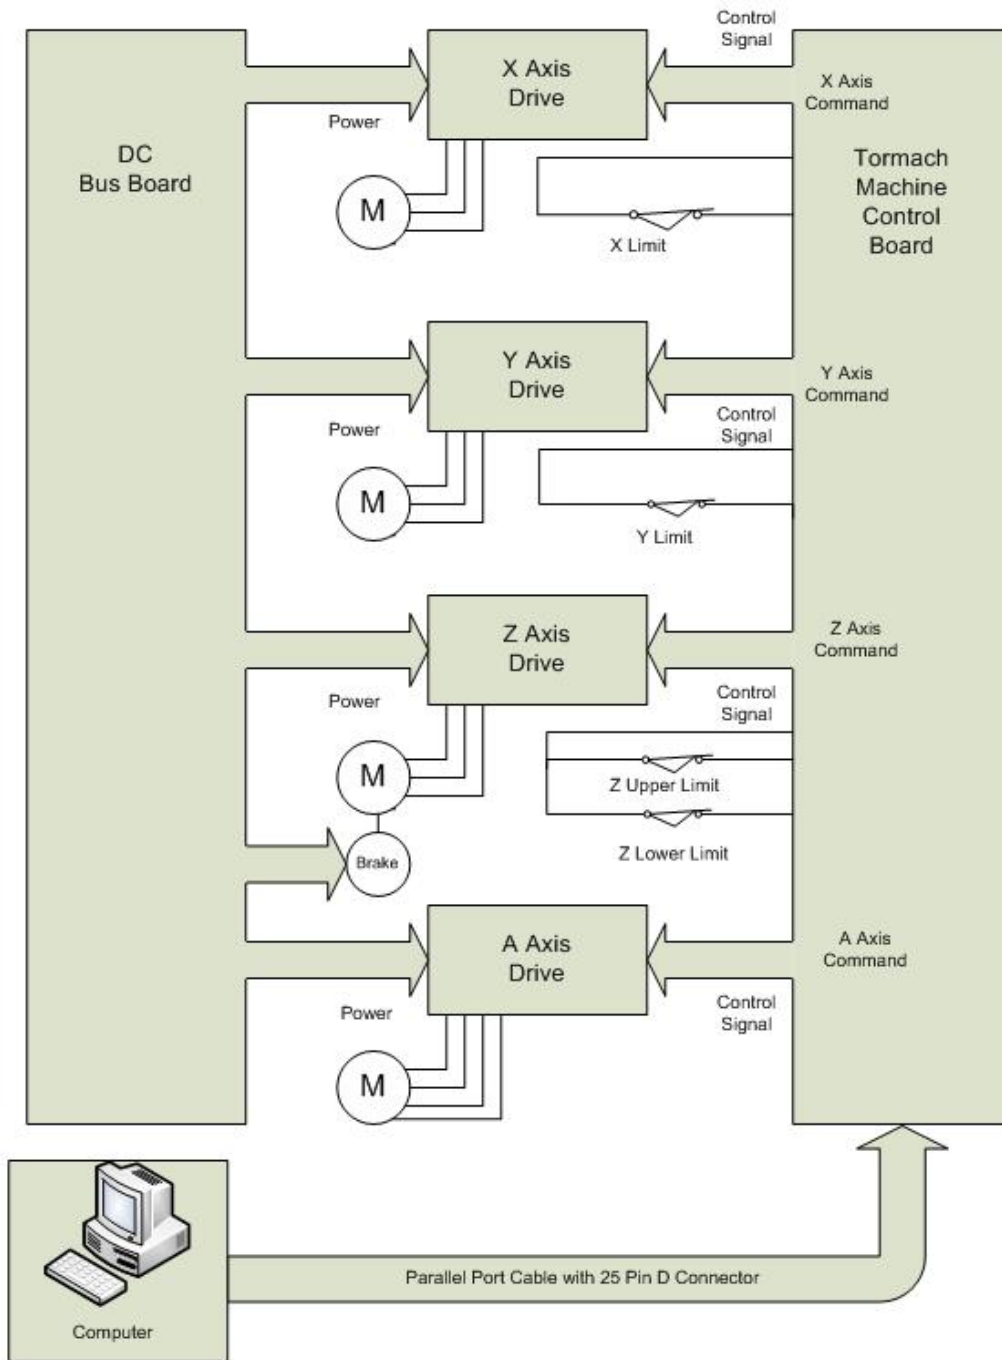 Control
Signal
X Axis
Drive
X Axis
Command
Power
DC
Bus Board
Tormach
Machine
Control
Board
M
X Limit
Y Axis
Drive
Y Axis
Command
Control
Signal
Power
M
Y Limit
Z Axis
Drive
Z Axis
Command
Control
Signal
Power
M
Z Upper Limit
Z Lower Limit
Brake
A Axis
Drive
A Axis
Command
Control
Signal
Power
M
Parallel Port Cable with 25 Pin D Connector
Computer